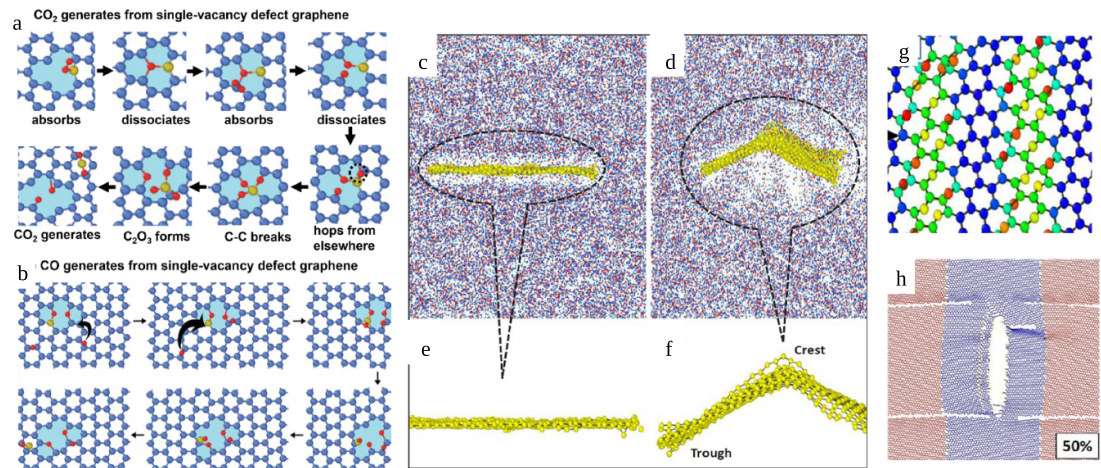 a
CO₂ generates from single-vacancy defect graphene
absorbs
dissociates
absorbs
dissociates
CO₂ generates
C₂O₃ forms
C-C breaks
hops from
elsewhere
b
CO generates from single-vacancy defect graphene
c
d
e
f
Crest
Trough
g
h
50%